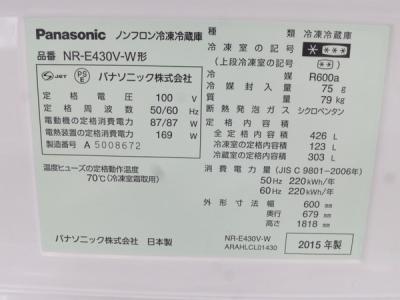 Panasonic ノンフロン冷凍冷蔵庫
品番 NR-E430V-W形
S JET PSE パナソニック株式会社
定格電圧 100 V
定格周波数 50/60 Hz
電動機の定格消費電力 87/87 W
電熱装置の定格消費電力 169 W
製造番号 A 5008672
温度ヒューズの定格動作温度
70℃(冷凍室霜取用)
パナソニック株式会社 日本製
種類 冷凍冷蔵庫
冷凍室の記号 ****
(上段冷凍室の記号 **)
冷媒 R600a
冷媒封入量 75 g
質量 79 kg
断熱発泡ガス シクロペンタン
定格内容積
全定格内容積 426 L
冷凍室定格内容積 123 L
冷蔵室定格内容積 303 L
消費電力量 (JIS C 9801-2006年)
50Hz 220kWh/年
60Hz 220kWh/年
外形寸法 幅 600 mm
奥行 679 mm
高さ 1818 mm
NR-E430V-W
ARAHLCL01430
2015 年製